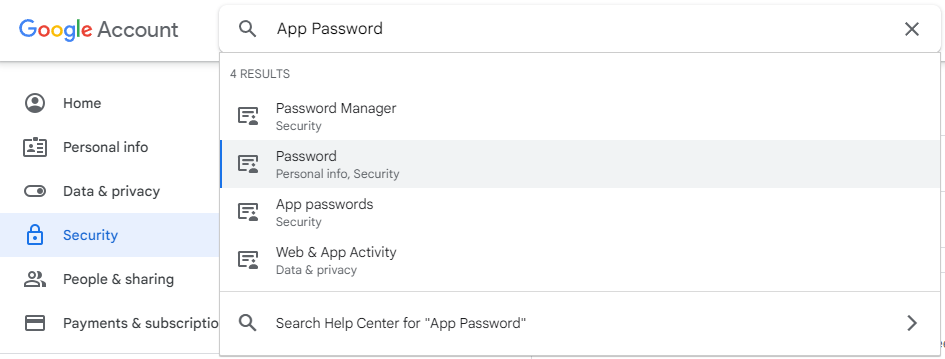 Google Account
App Password
4 RESULTS
Password Manager
Security
Password
Personal info, Security
App passwords
Security
Web & App Activity
Data & privacy
Search Help Center for "App Password"
Home
Personal info
Data & privacy
Security
People & sharing
Payments & subscriptio